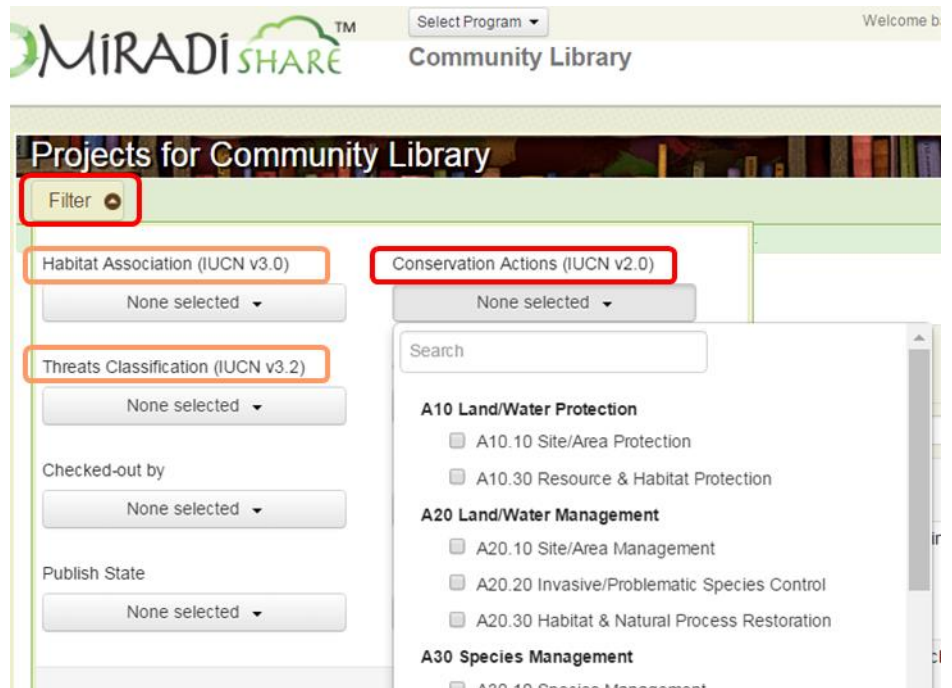 MiRADi SHARE™
Select Program
Welcome
Community Library
Projects for Community Library
Filter
Habitat Association (IUCN v3.0)
None selected
Conservation Actions (IUCN v2.0)
None selected
Search
Threats Classification (IUCN v3.2)
None selected
A10 Land/Water Protection
A10.10 Site/Area Protection
A10.30 Resource & Habitat Protection
Checked-out by
None selected
A20 Land/Water Management
A20.10 Site/Area Management
A20.20 Invasive/Problematic Species Control
A20.30 Habitat & Natural Process Restoration
Publish State
None selected
A30 Species Management